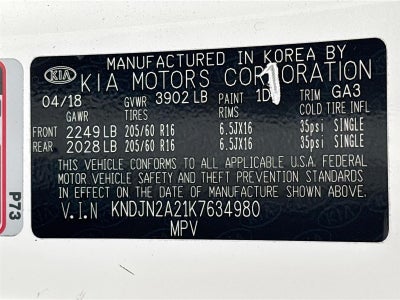 MANUFACTURED IN KOREA BY
KIA KIA MOTORS CORPORATION
04/18 GVWR 3902 LB PAINT 1D TRIM GA3
GAWR TIRES RIMS COLD TIRE INFL
FRONT 2249 LB 205/60 R16 6.5JX16 35psi SINGLE
REAR 2028 LB 205/60 R16 6.5JX16 35psi SINGLE
THIS VEHICLE CONFORMS TO ALL APPLICABLE U.S.A. FEDERAL
MOTOR VEHICLE SAFETY AND THEFT PREVENTION STANDARDS
IN EFFECT ON THE DATE OF MANUFACTURE SHOWN ABOVE.
V.I.N KNDJN2A21K7634980
MPV
P73
1